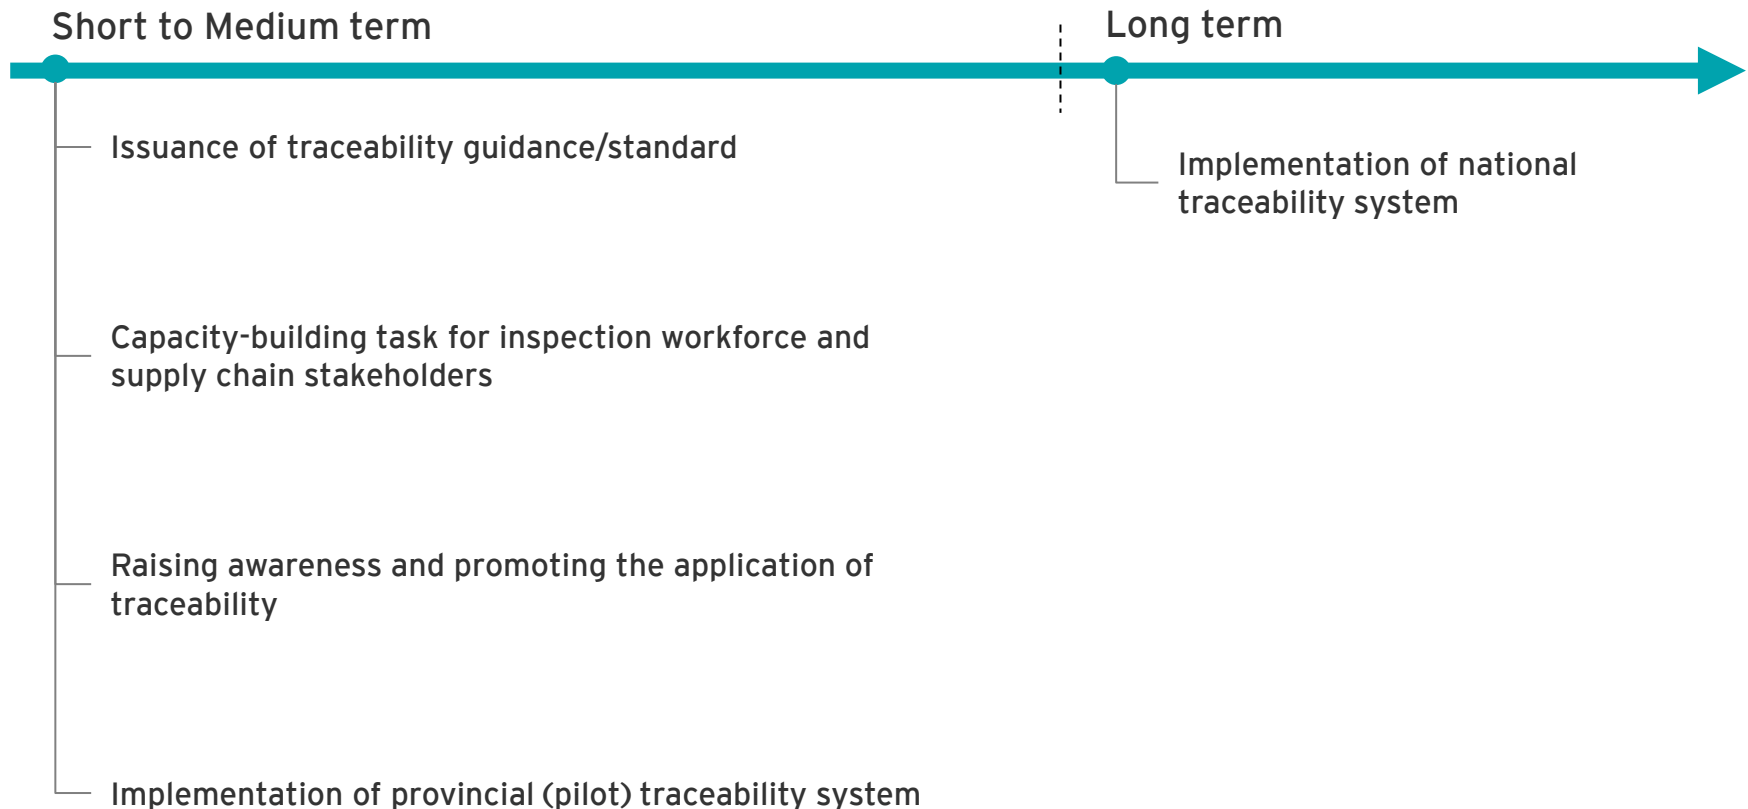 Short to Medium term
Long term
Issuance of traceability guidance/standard
Implementation of national
traceability system
Capacity-building task for inspection workforce and
supply chain stakeholders
Raising awareness and promoting the application of
traceability
Implementation of provincial (pilot) traceability system